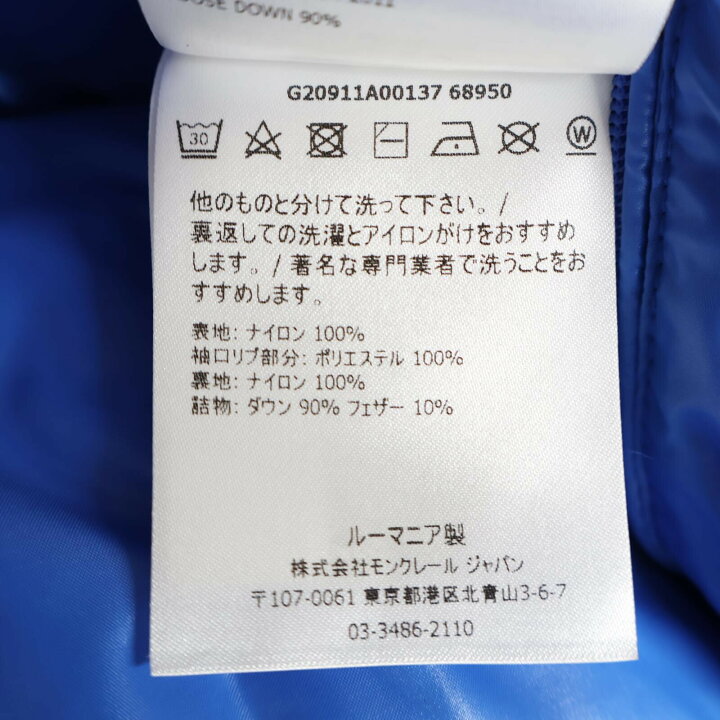 GOOSE DOWN 90%
G20911A00137 68950
30
W
他のものと分けて洗って下さい。/
裏返しての洗濯とアイロンがけをおすすめ
します。/ 著名な専門業者で洗うことをお
すすめします。
表地: ナイロン 100%
袖口リブ部分: ポリエステル 100%
裏地: ナイロン 100%
詰物: ダウン 90% フェザー 10%
ルーマニア製
株式会社モンクレール ジャパン
〒107-0061 東京都港区北青山3-6-7
03-3486-2110